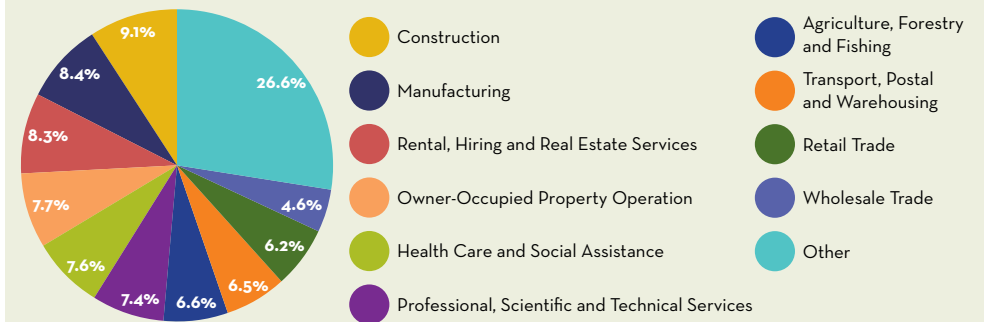 9.1%
8.4%
8.3%
7.7%
7.6%
7.4%
6.6%
6.5%
6.2%
4.6%
26.6%
Construction
Manufacturing
Rental, Hiring and Real Estate Services
Owner-Occupied Property Operation
Health Care and Social Assistance
Professional, Scientific and Technical Services
Agriculture, Forestry
and Fishing
Transport, Postal
and Warehousing
Retail Trade
Wholesale Trade
Other